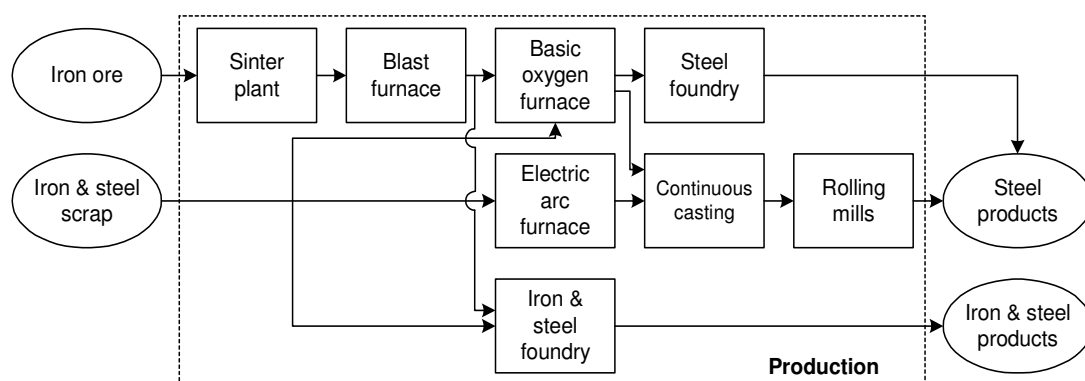 Iron ore
Sinter
plant
Blast
furnace
Basic
oxygen
furnace
Steel
foundry
Iron & steel
scrap
Electric
arc
furnace
Continuous
casting
Rolling
mills
Steel
products
Iron &
steel
foundry
Iron & steel
products
Production